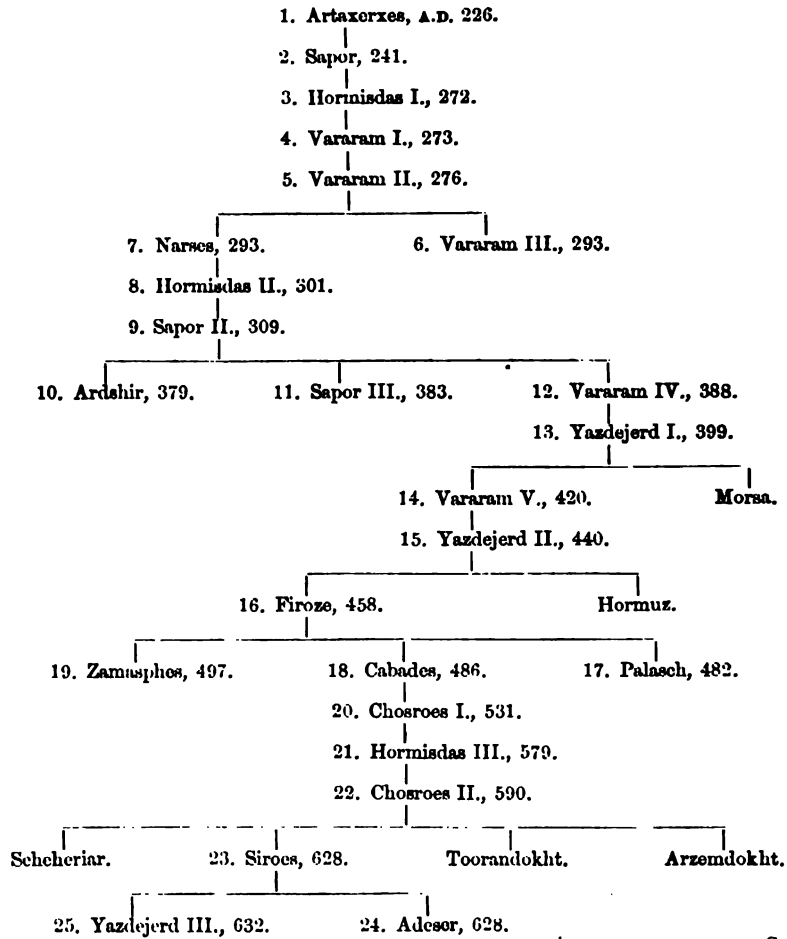 1. Artaxerxes, A.D. 226.
2. Sapor, 241.
3. Hormisdas I., 272.
4. Vararam I., 273.
5. Vararam II., 276.
7. Narses, 293. 6. Vararam III., 293.
8. Hormisdas II., 301.
9. Sapor II., 309.
10. Ardshir, 379. 11. Sapor III., 383. 12. Vararam IV., 388.
13. Yazdejerd I., 399.
14. Vararam V., 420. Morsa.
15. Yazdejerd II., 440.
16. Firoze, 458. Hormuz.
19. Zamasphes, 497. 18. Cabades, 486. 17. Palasch, 482.
20. Chosroes I., 531.
21. Hormisdas III., 579.
22. Chosroes II., 590.
Scheheriar. 23. Siroes, 628. Toorandokht. Arzemdokht.
25. Yazdejerd III., 632. 24. Adeser, 628.